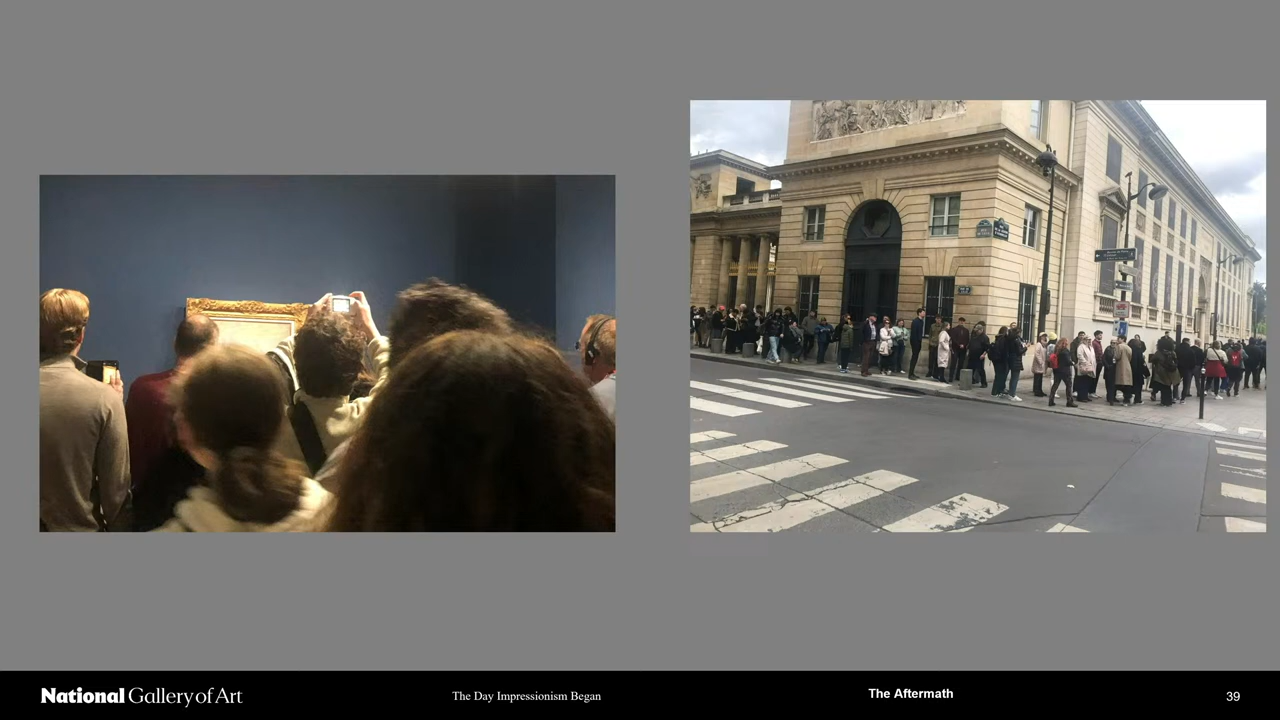 National Gallery of Art
The Day Impressionism Began
The Aftermath
39